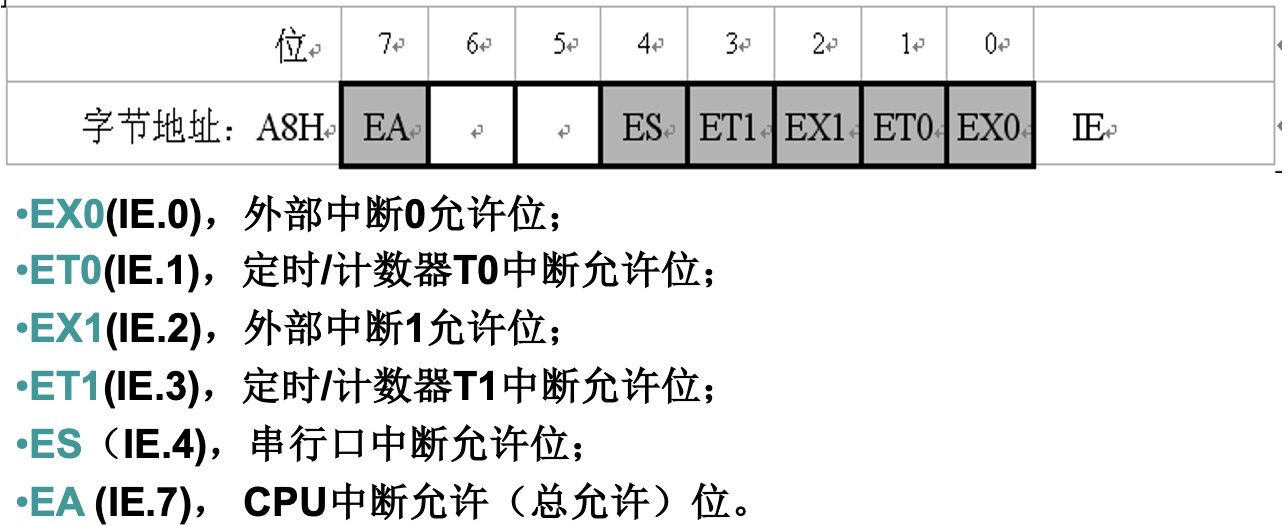 位 7 6 5 4 3 2 1 0
字节地址：A8H EA ES ET1 EX1 ET0 EX0 IE
•EX0(IE.0)，外部中断0允许位；
•ET0(IE.1)，定时/计数器T0中断允许位；
•EX1(IE.2)，外部中断1允许位；
•ET1(IE.3)，定时/计数器T1中断允许位；
•ES（IE.4)，串行口中断允许位；
•EA (IE.7)， CPU中断允许（总允许）位。